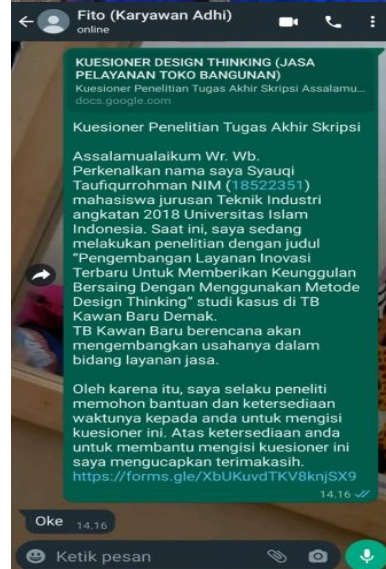 Fito (Karyawan Adhi)
online
KUESIONER DESIGN THINKING (JASA
PELAYANAN TOKO BANGUNAN)
Kuesioner Penelitian Tugas Akhir Skripsi Assalamu...
docs.google.com
Kuesioner Penelitian Tugas Akhir Skripsi
Assalamualaikum Wr. Wb.
Perkenalkan nama saya Syauqi
Taufiqurrohman NIM (18522351)
mahasiswa jurusan Teknik Industri
angkatan 2018 Universitas Islam
Indonesia. Saat ini, saya sedang
melakukan penelitian dengan judul
"Pengembangan Layanan Inovasi
Terbaru Untuk Memberikan Keunggulan
Bersaing Dengan Menggunakan Metode
Design Thinking" studi kasus di TB
Kawan Baru Demak.
TB Kawan Baru berencana akan
mengembangkan usahanya dalam
bidang layanan jasa.
Oleh karena itu, saya selaku peneliti
memohon bantuan dan ketersediaan
waktunya kepada anda untuk mengisi
kuesioner ini. Atas ketersediaan anda
untuk membantu mengisi kuesioner ini
saya mengucapkan terimakasih.
https://forms.gle/XbUKuvdTKV8knjSX9
14.16
Oke 14.16
Ketik pesan